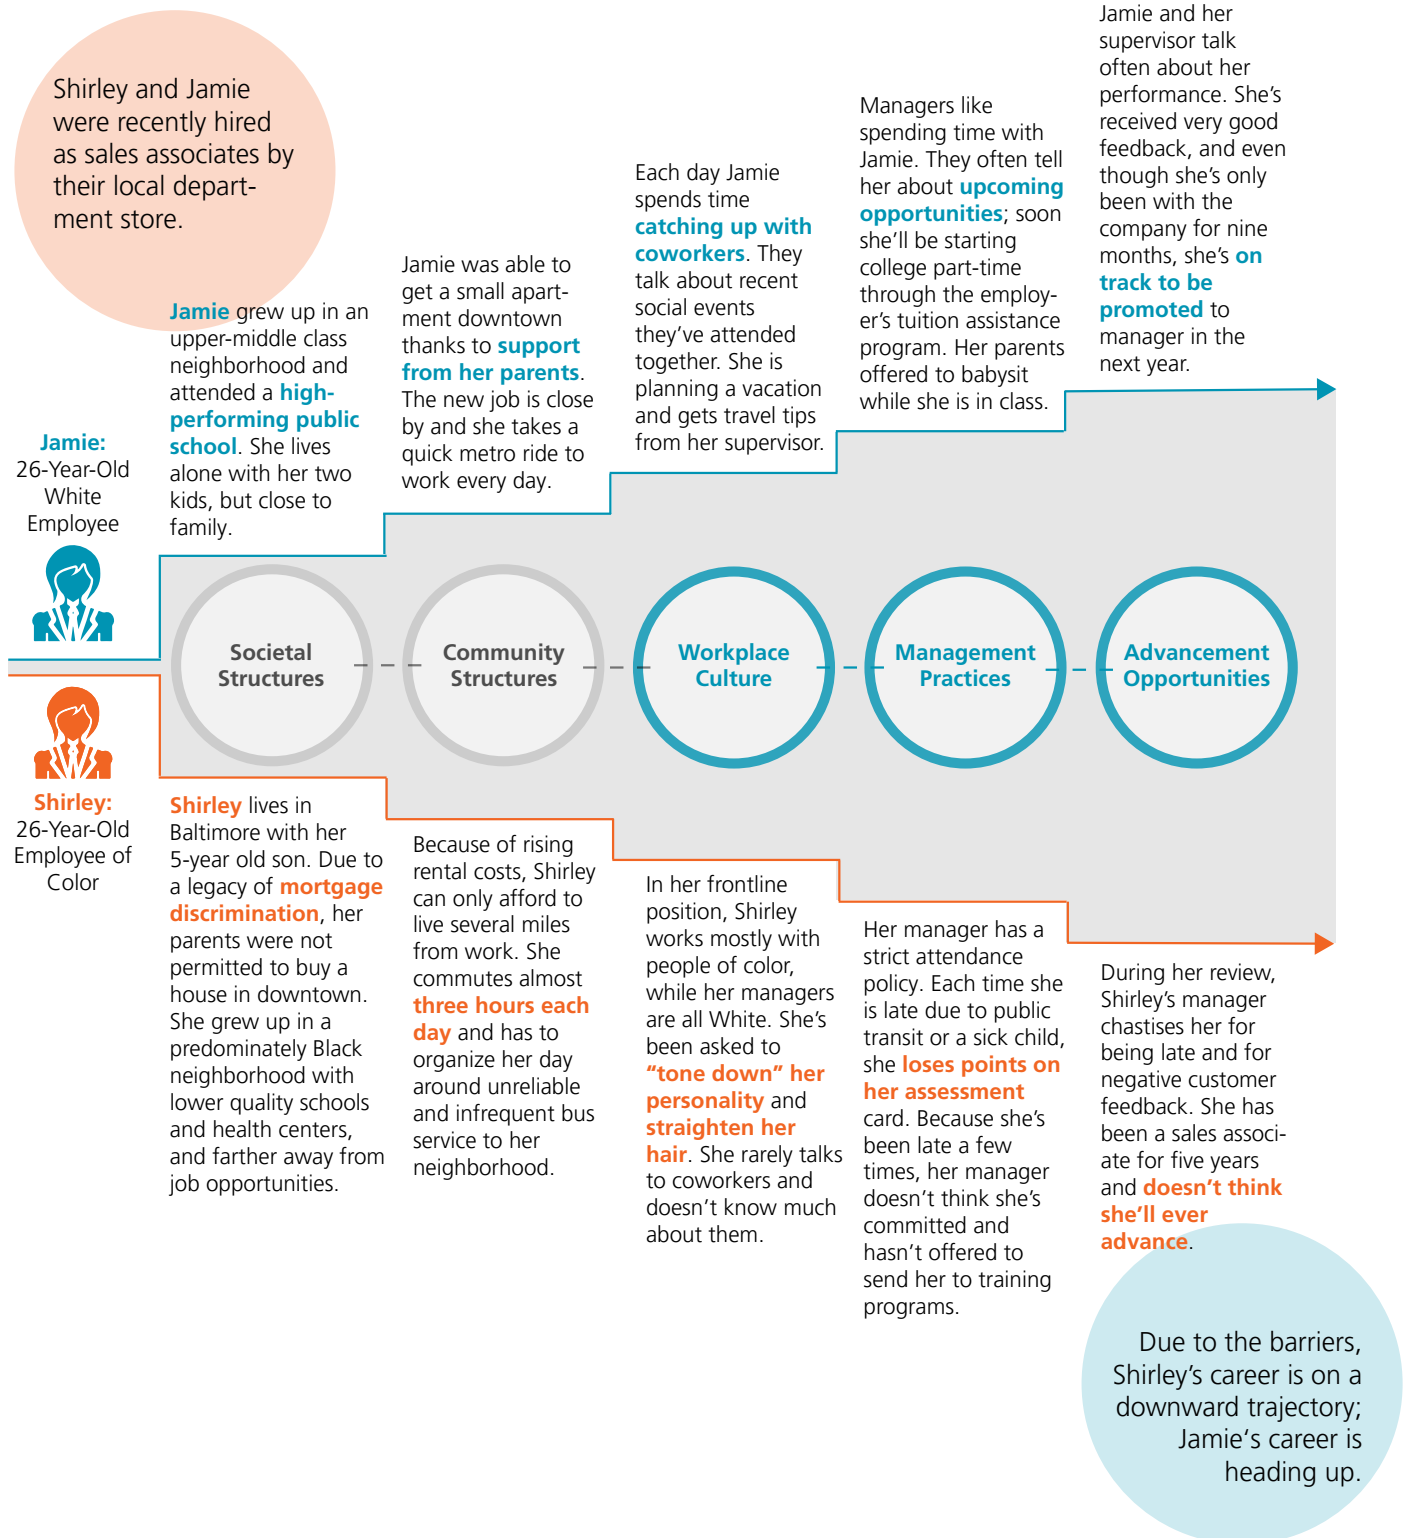 Shirley and Jamie
were recently hired
as sales associates by
their local depart-
ment store.
Jamie:
26-Year-Old
White
Employee
Jamie grew up in an
upper-middle class
neighborhood and
attended a high-
performing public
school. She lives
alone with her two
kids, but close to
family.
Jamie was able to
get a small apart-
ment downtown
thanks to support
from her parents.
The new job is close
by and she takes a
quick metro ride to
work every day.
Each day Jamie
spends time
catching up with
coworkers. They
talk about recent
social events
they've attended
together. She is
planning a vacation
and gets travel tips
from her supervisor.
Managers like
spending time with
Jamie. They often tell
her about upcoming
opportunities; soon
she'll be starting
college part-time
through the employ-
er's tuition assistance
program. Her parents
offered to babysit
while she is in class.
Jamie and her
supervisor talk
often about her
performance. She's
received very good
feedback, and even
though she's only
been with the
company for nine
months, she's on
track to be
promoted to
manager in the
next year.
Societal
Structures
Community
Structures
Workplace
Culture
Management
Practices
Advancement
Opportunities
Shirley:
26-Year-Old
Employee of
Color
Shirley lives in
Baltimore with her
5-year old son. Due to
a legacy of mortgage
discrimination, her
parents were not
permitted to buy a
house in downtown.
She grew up in a
predominately Black
neighborhood with
lower quality schools
and health centers,
and farther away from
job opportunities.
Because of rising
rental costs, Shirley
can only afford to
live several miles
from work. She
commutes almost
three hours each
day and has to
organize her day
around unreliable
and infrequent bus
service to her
neighborhood.
In her frontline
position, Shirley
works mostly with
people of color,
while her managers
are all White. She's
been asked to
“tone down” her
personality and
straighten her
hair. She rarely talks
to coworkers and
doesn't know much
about them.
Her manager has a
strict attendance
policy. Each time she
is late due to public
transit or a sick child,
she loses points on
her assessment
card. Because she's
been late a few
times, her manager
doesn't think she's
committed and
hasn't offered to
send her to training
programs.
During her review,
Shirley's manager
chastises her for
being late and for
negative customer
feedback. She has
been a sales associ-
ate for five years
and doesn't think
she'll ever
advance.
Due to the barriers,
Shirley's career is on a
downward trajectory;
Jamie's career is
heading up.